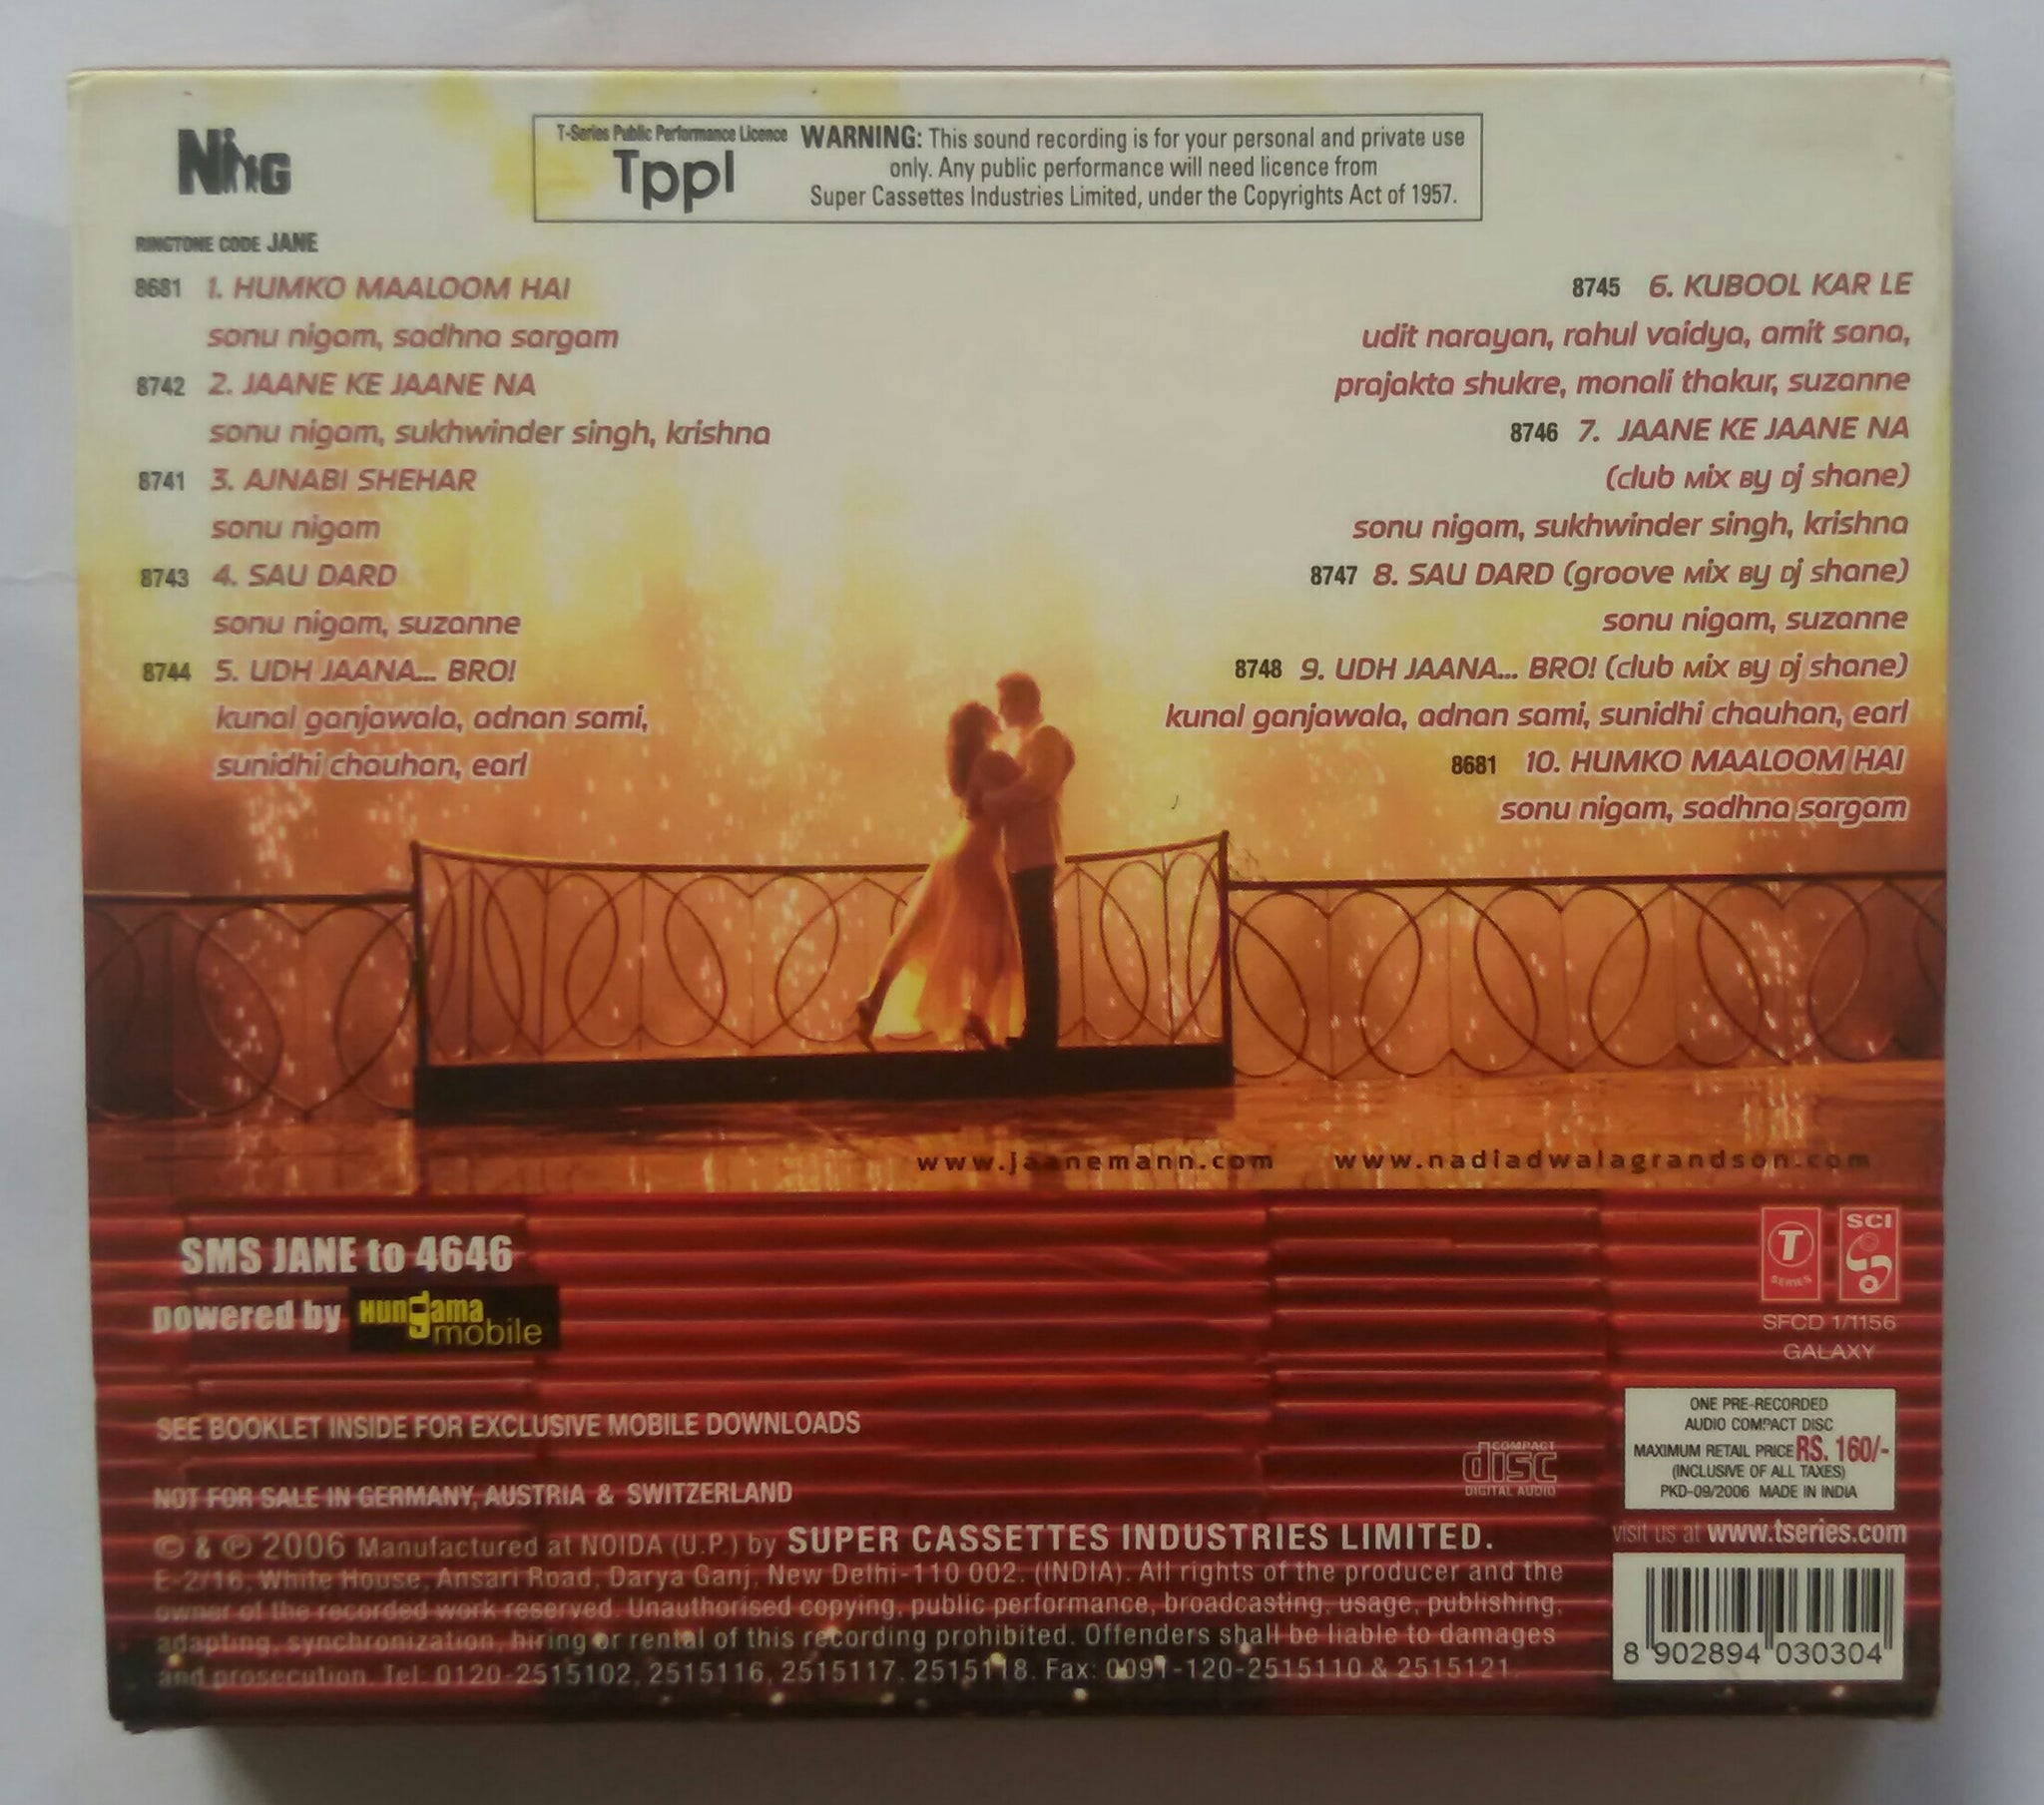 NNG
T-Series Public Performance Licence
Tppl
WARNING: This sound recording is for your personal and private use
only. Any public performance will need licence from
Super Cassettes Industries Limited, under the Copyrights Act of 1957.
RINGTONE CODE JANE
8681 1. HUMKO MAALOOM HAI
sonu nigam, sadhna sargam
8742 2. JAANE KE JAANE NA
sonu nigam, sukhwinder singh, krishna
8741 3. AJNABI SHEHAR
sonu nigam
8743 4. SAU DARD
sonu nigam, suzanne
8744 5. UDH JAANA... BRO!
kunal ganjawala, adnan sami,
sunidhi chauhan, earl
8745 6. KUBOOL KAR LE
udit narayan, rahul vaidya, amit sana,
prajakta shukre, monali thakur, suzanne
8746 7. JAANE KE JAANE NA
(club mix by dj shane)
sonu nigam, sukhwinder singh, krishna
8747 8. SAU DARD (groove mix by dj shane)
sonu nigam, suzanne
8748 9. UDH JAANA... BRO! (club mix by dj shane)
kunal ganjawala, adnan sami, sunidhi chauhan, earl
8681 10. HUMKO MAALOOM HAI
sonu nigam, sadhna sargam
www.jaanemann.com www.nadiadwalagrandson.com
SMS JANE to 4646
powered by Hungama mobile
T SERIES
SCI
SFCD 1/1156
GALAXY
SEE BOOKLET INSIDE FOR EXCLUSIVE MOBILE DOWNLOADS
NOT FOR SALE IN GERMANY, AUSTRIA & SWITZERLAND
COMPACT
disc
DIGITAL AUDIO
ONE PRE-RECORDED
AUDIO COMPACT DISC
MAXIMUM RETAIL PRICE RS. 160/-
(INCLUSIVE OF ALL TAXES)
PKD-09/2006 MADE IN INDIA
visit us at www.tseries.com
© & ℗ 2006 Manufactured at NOIDA (U.P.) by SUPER CASSETTES INDUSTRIES LIMITED.
E-2/16, White House, Ansari Road, Darya Ganj, New Delhi-110 002. (INDIA). All rights of the producer and the
owner of the recorded work reserved. Unauthorised copying, public performance, broadcasting, usage, publishing,
adapting, synchronization, hiring or rental of this recording prohibited. Offenders shall be liable to damages
and prosecution. Tel: 0120-2515102, 2515116, 2515117, 2515118. Fax: 0091-120-2515110 & 2515121.
8 902894 030304